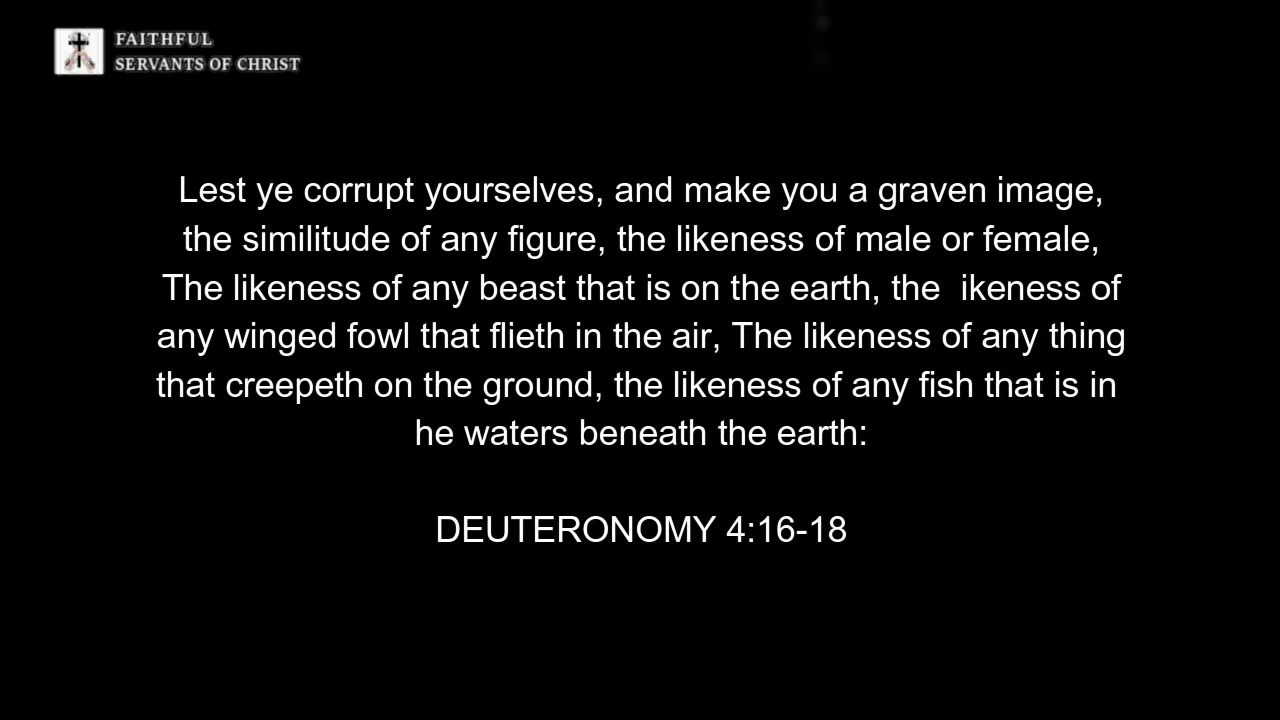 FAITHFUL
SERVANTS OF CHRIST
Lest ye corrupt yourselves, and make you a graven image,
the similitude of any figure, the likeness of male or female,
The likeness of any beast that is on the earth, the  ikeness of
any winged fowl that flieth in the air, The likeness of any thing
that creepeth on the ground, the likeness of any fish that is in
he waters beneath the earth:
DEUTERONOMY 4:16-18